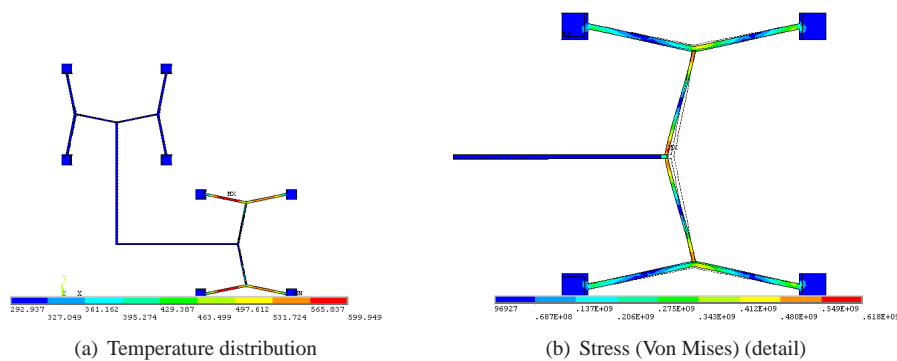 MX
Y
Z X
MN
292.937 361.162 429.387 497.612 565.837
327.049 395.274 463.499 531.724 599.949
MX
96927 .137E+09 .275E+09 .412E+09 .549E+09
.687E+08 .206E+09 .343E+09 .480E+09 .618E+09
(a) Temperature distribution
(b) Stress (Von Mises) (detail)